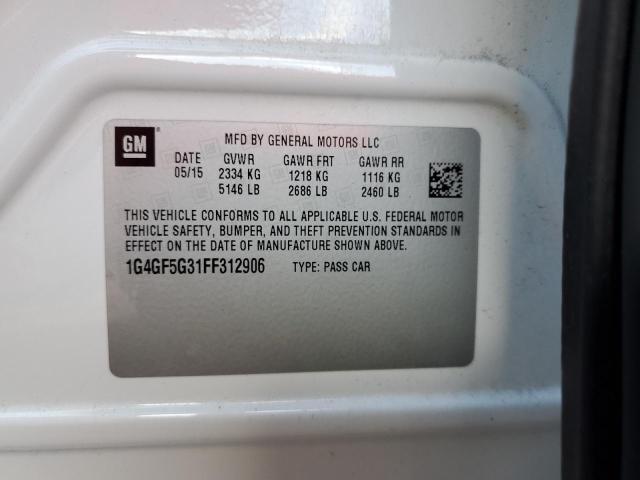 GM
MFD BY GENERAL MOTORS LLC
DATE GVWR GAWR FRT GAWR RR
05/15 2334 KG 1218 KG 1116 KG
5146 LB 2686 LB 2460 LB
THIS VEHICLE CONFORMS TO ALL APPLICABLE U.S. FEDERAL MOTOR
VEHICLE SAFETY, BUMPER, AND THEFT PREVENTION STANDARDS IN
EFFECT ON THE DATE OF MANUFACTURE SHOWN ABOVE.
1G4GF5G31FF312906 TYPE: PASS CAR